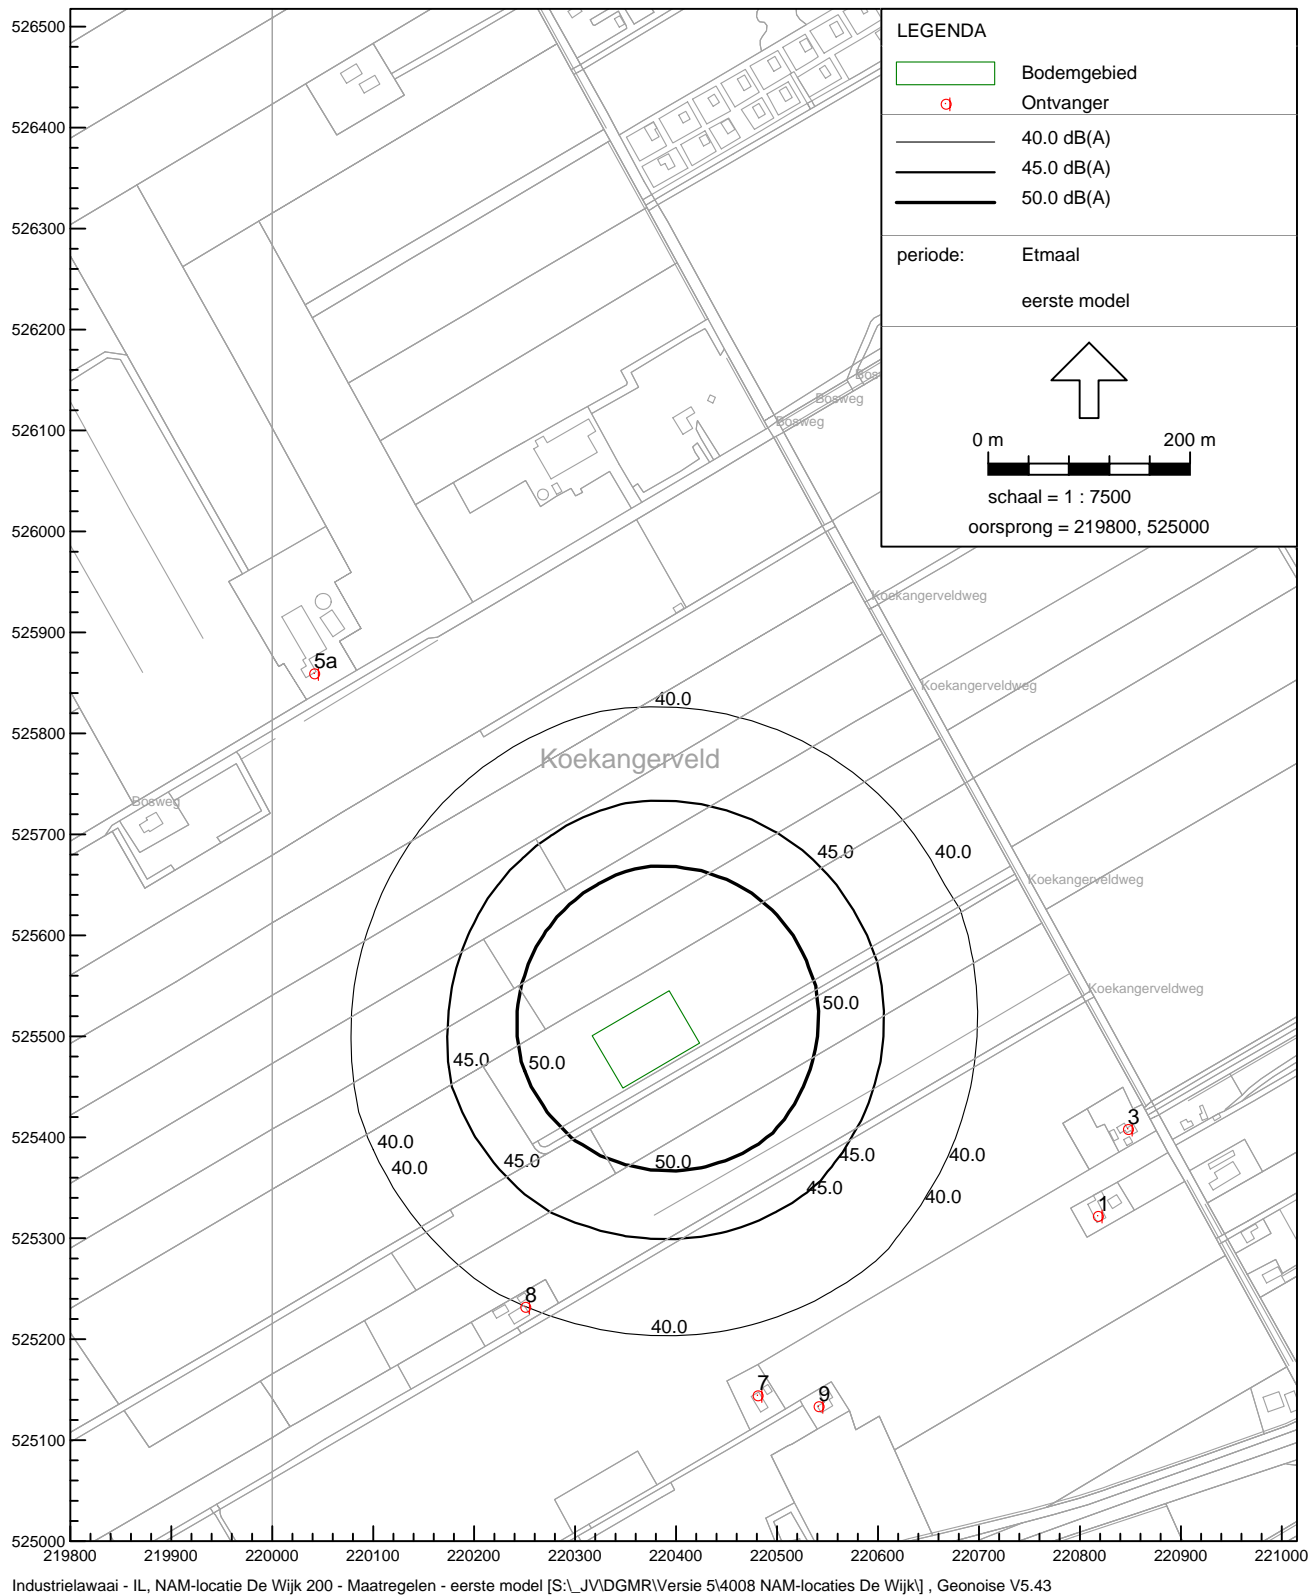 LEGENDA
Bodemgebied
Ontvanger
40.0 dB(A)
45.0 dB(A)
50.0 dB(A)
periode: Etmaal
eerste model
0 m 200 m
schaal = 1 : 7500
oorsprong = 219800, 525000
526500
526400
526300
526200
526100
526000
525900
525800
525700
525600
525500
525400
525300
525200
525100
525000
Bosweg
Bosweg
Koekangerveldweg
5a
Koekangerveldweg
40.0
Koekangerveld
Bosweg
45.0
40.0
Koekangerveldweg
Koekangerveldweg
50.0
45.0
50.0
3
40.0
40.0
45.0
50.0
45.0
40.0
45.0
40.0
1
8
40.0
7
9
219800 219900 220000 220100 220200 220300 220400 220500 220600 220700 220800 220900 221000
Industrielawaai - IL, NAM-locatie De Wijk 200 - Maatregelen - eerste model [S:\_JV\DGMR\Versie 5\4008 NAM-locaties De Wijk\] , Geonoise V5.43